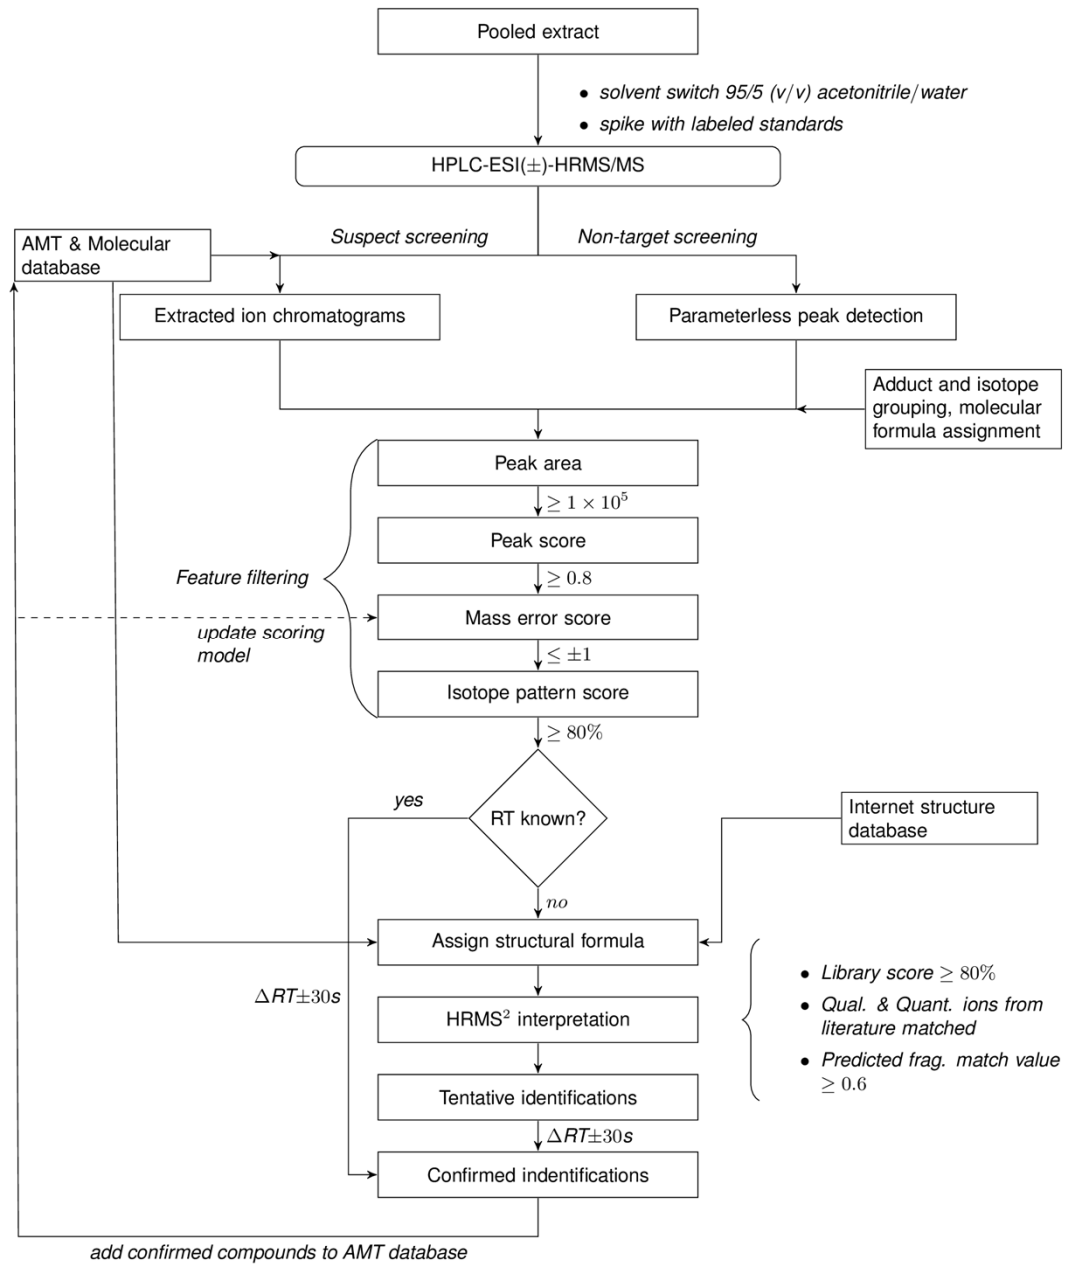 Pooled extract
• solvent switch 95/5 (v/v) acetonitrile/water
• spike with labeled standards
HPLC-ESI(±)-HRMS/MS
AMT & Molecular
database
Suspect screening
Non-target screening
Extracted ion chromatograms
Parameterless peak detection
Adduct and isotope
grouping, molecular
formula assignment
Peak area
≥ 1 × 10⁵
Peak score
≥ 0.8
Feature filtering
Mass error score
update scoring
model
≤ ±1
Isotope pattern score
≥ 80%
yes
RT known?
Internet structure
database
no
Assign structural formula
ΔRT±30s
HRMS² interpretation
• Library score ≥ 80%
• Qual. & Quant. ions from
literature matched
• Predicted frag. match value
≥ 0.6
Tentative identifications
ΔRT±30s
Confirmed indentifications
add confirmed compounds to AMT database